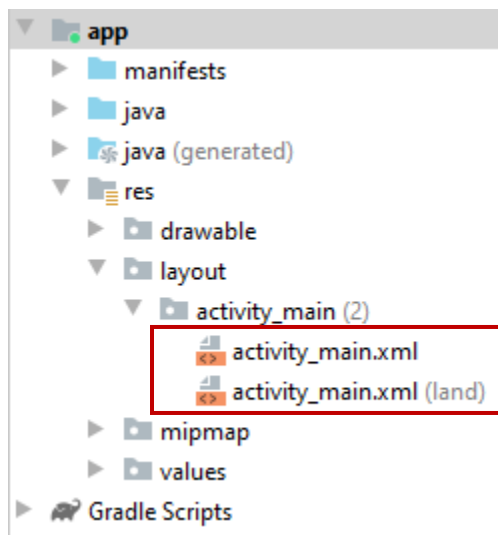 app
manifests
java
java (generated)
res
drawable
layout
activity_main (2)
activity_main.xml
activity_main.xml (land)
mipmap
values
Gradle Scripts